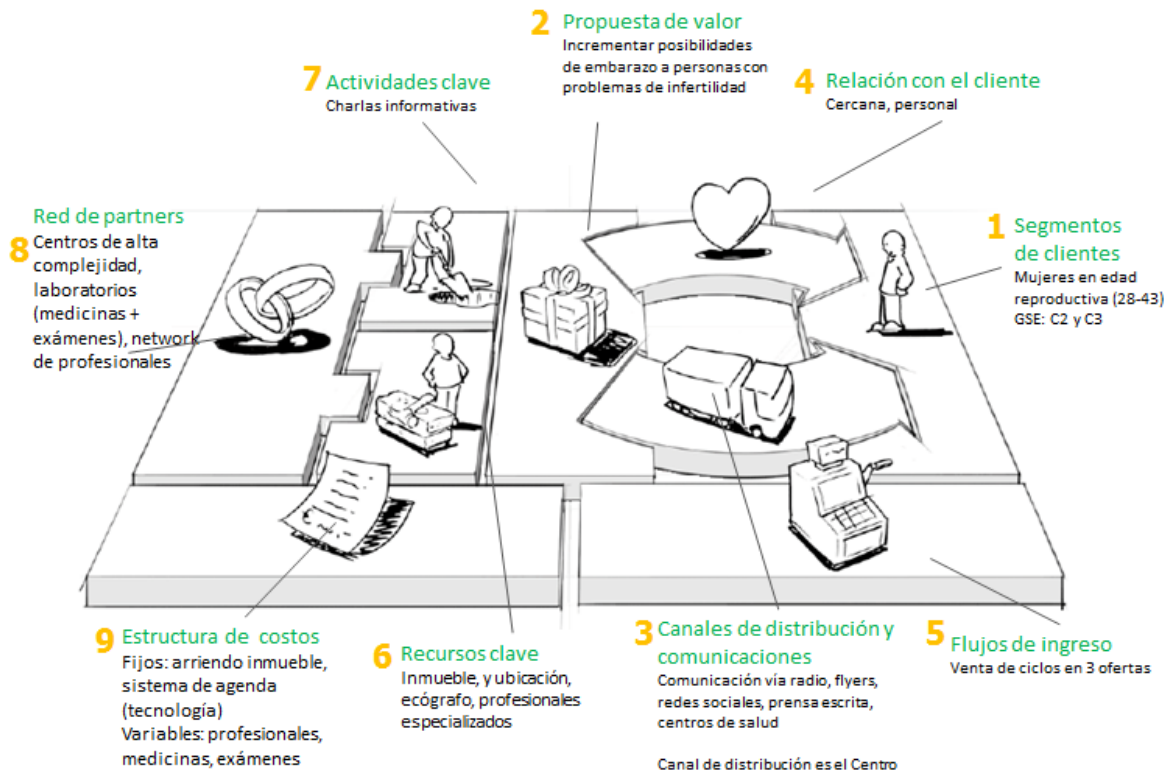 2 Propuesta de valor
Incrementar posibilidades
de embarazo a personas con
problemas de infertilidad
7 Actividades clave
Charlas informativas
4 Relación con el cliente
Cercana, personal
Red de partners
8 Centros de alta
complejidad,
laboratorios
(medicinas +
exámenes), network
de profesionales
1 Segmentos
de clientes
Mujeres en edad
reproductiva (28-43)
GSE: C2 y C3
9 Estructura de costos
Fijos: arriendo inmueble,
sistema de agenda
(tecnología)
Variables: profesionales,
medicinas, exámenes
6 Recursos clave
Inmueble, y ubicación,
ecógrafo, profesionales
especializados
3 Canales de distribución y
comunicaciones
Comunicación vía radio, flyers,
redes sociales, prensa escrita,
centros de salud
Canal de distribución es el Centro
5 Flujos de ingreso
Venta de ciclos en 3 ofertas